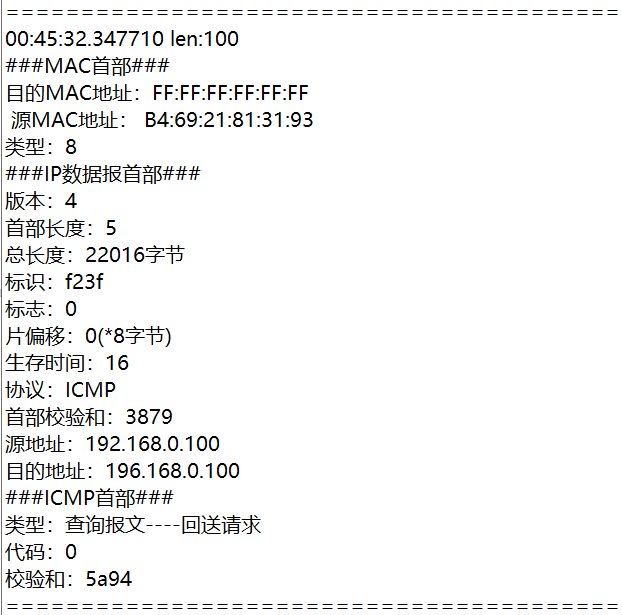 =========================================
00:45:32.347710 len:100
###MAC首部###
目的MAC地址：FF:FF:FF:FF:FF:FF
源MAC地址： B4:69:21:81:31:93
类型：8
###IP数据报首部###
版本：4
首部长度：5
总长度：22016字节
标识：f23f
标志：0
片偏移：0(*8字节)
生存时间：16
协议：ICMP
首部校验和：3879
源地址：192.168.0.100
目的地址：196.168.0.100
###ICMP首部###
类型：查询报文----回送请求
代码：0
校验和：5a94
=========================================